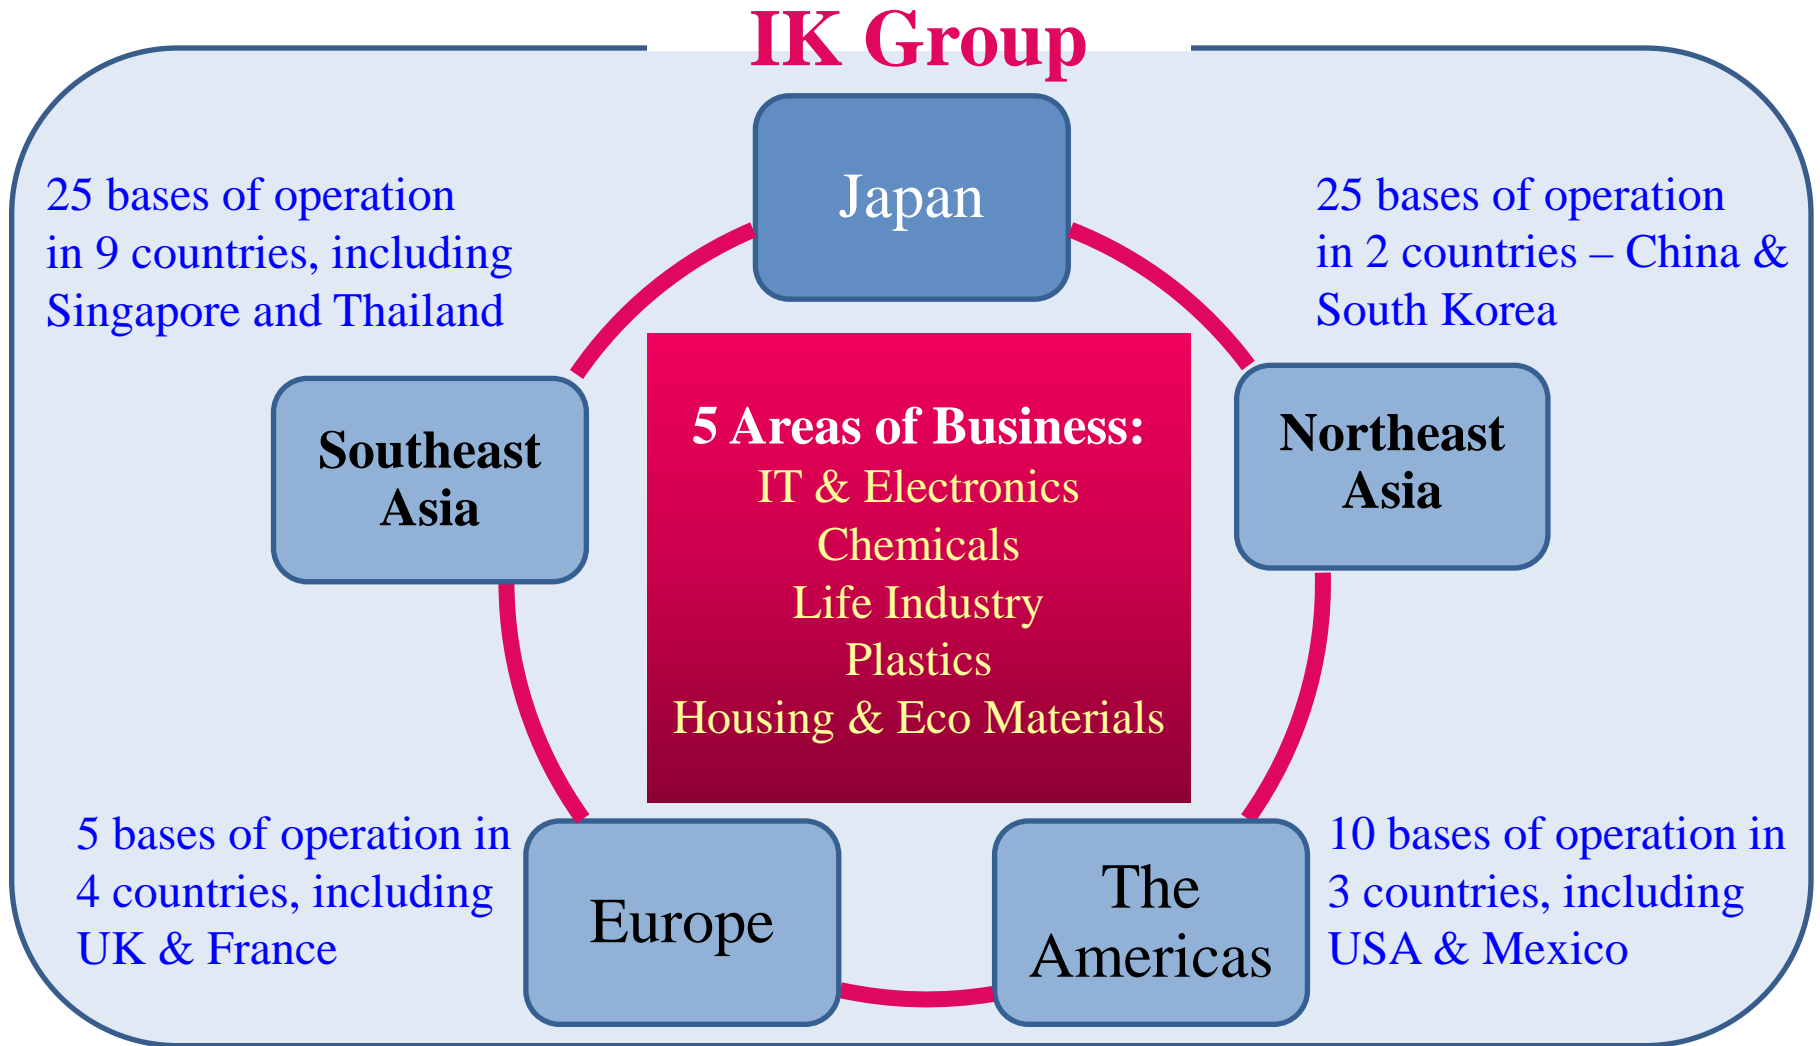 IK Group
Japan
25 bases of operation
in 9 countries, including
Singapore and Thailand
25 bases of operation
in 2 countries – China &
South Korea
Southeast
Asia
5 Areas of Business:
IT & Electronics
Chemicals
Life Industry
Plastics
Housing & Eco Materials
Northeast
Asia
5 bases of operation in
4 countries, including
UK & France
Europe
The
Americas
10 bases of operation in
3 countries, including
USA & Mexico